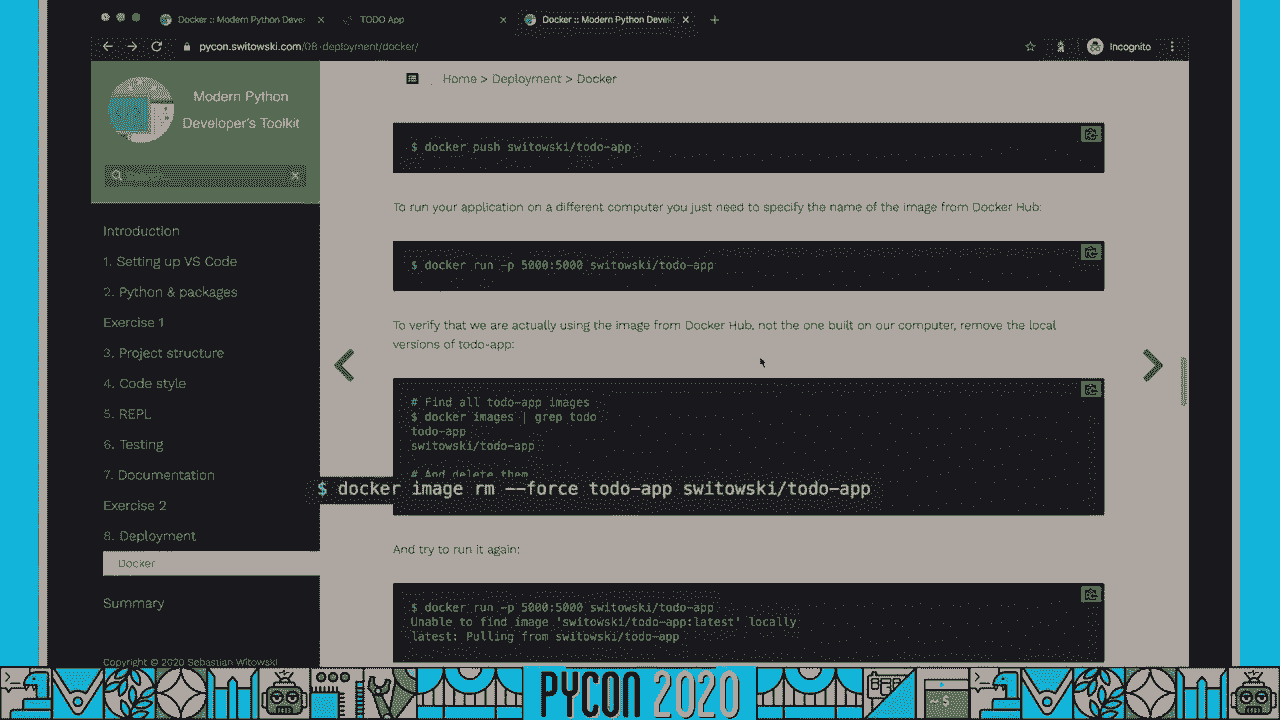 Docker :: Modern Python Deve
TODO App
Docker :: Modern Python Devel
pycon.switowski.com/08-deployment/docker/
Incognito
Modern Python
Developer's Toolkit
Introduction
1. Setting up VS Code
2. Python & packages
Exercise 1
3. Project structure
4. Code style
5. REPL
6. Testing
7. Documentation
Exercise 2
8. Deployment
Docker
Summary
Copyright © 2020 Sebastian Witowski
Home > Deployment > Docker
$ docker push switowski/todo-app
To run your application on a different computer you just need to specify the name of the image from Docker Hub:
$ docker run -p 5000:5000 switowski/todo-app
To verify that we are actually using the image from Docker Hub, not the one built on our computer, remove the local
versions of todo-app:
# Find all todo-app images
$ docker images | grep todo
todo-app
switowski/todo-app
# And delete them
$ docker image rm --force todo-app switowski/todo-app
And try to run it again:
$ docker run -p 5000:5000 switowski/todo-app
Unable to find image 'switowski/todo-app:latest' locally
latest: Pulling from switowski/todo-app
PYCON 2020